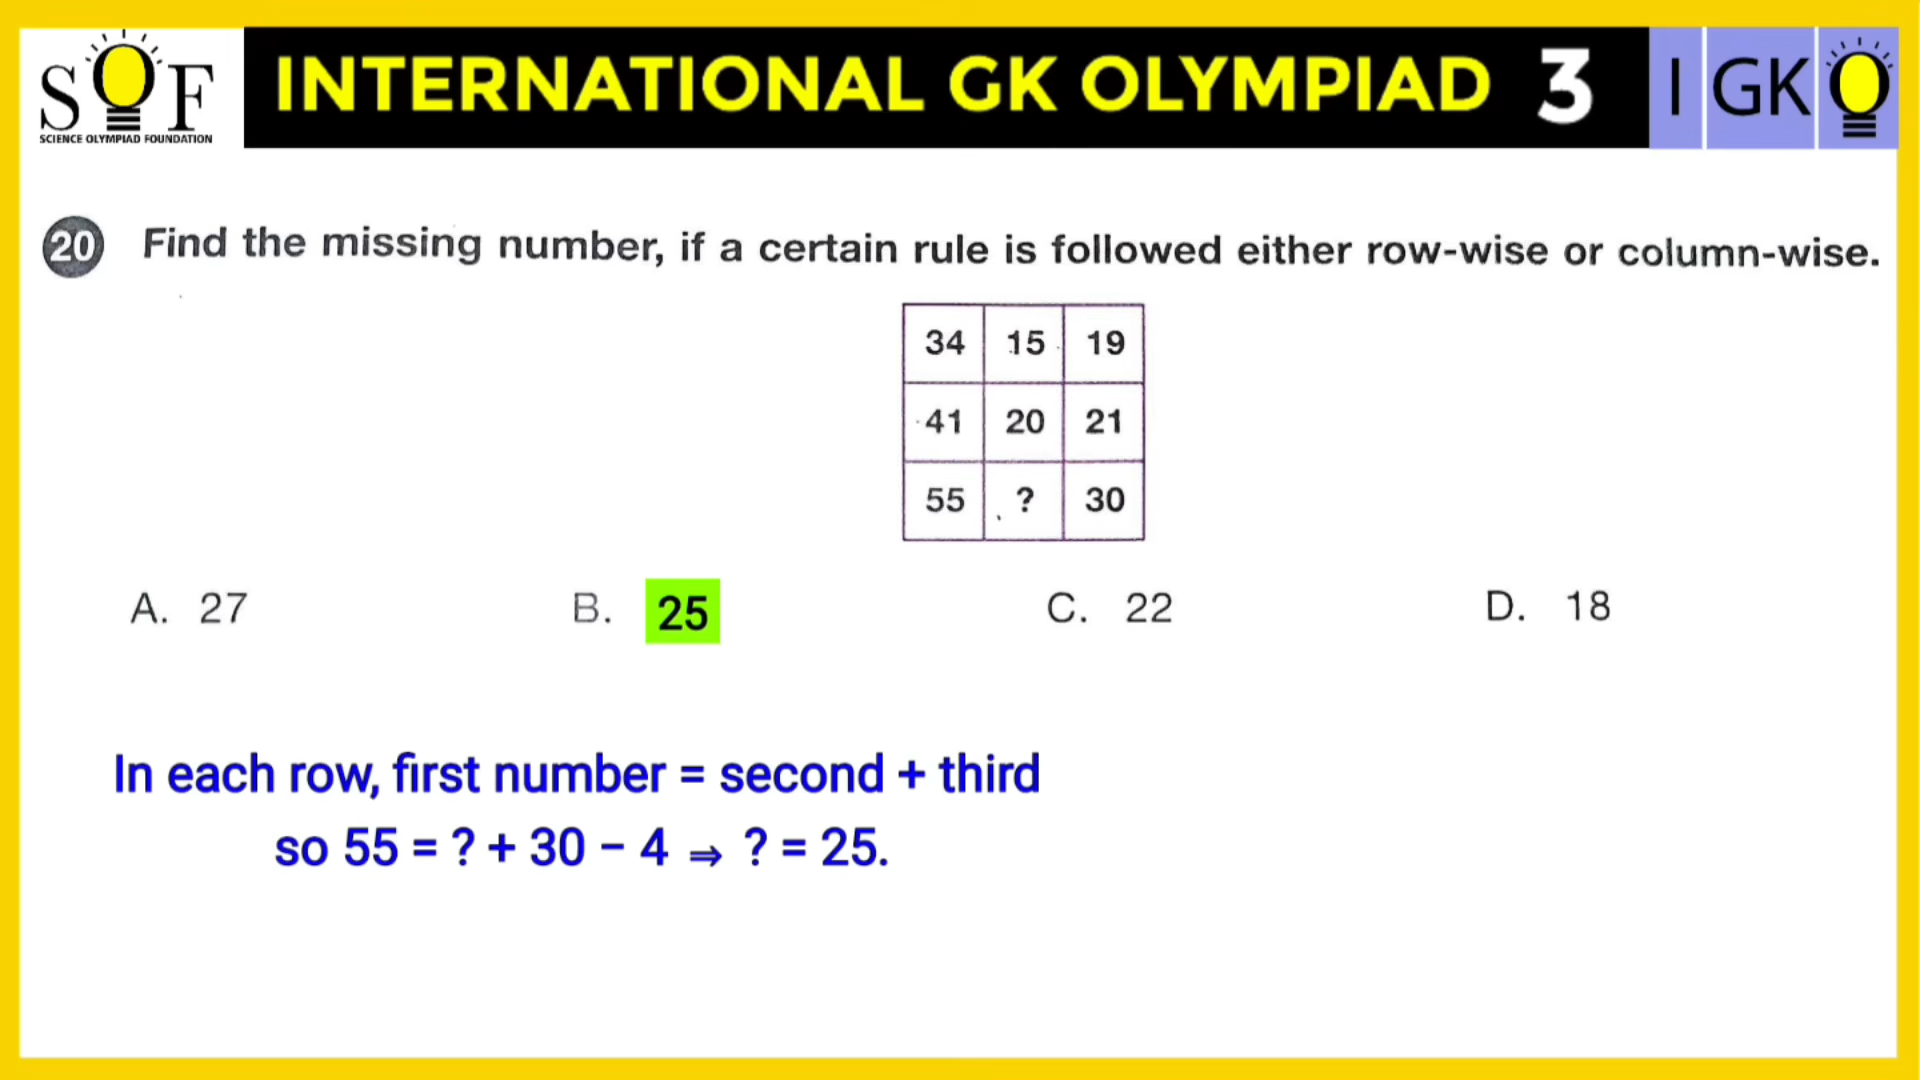 SOF
SCIENCE OLYMPIAD FOUNDATION
INTERNATIONAL GK OLYMPIAD 3
I GK
20 Find the missing number, if a certain rule is followed either row-wise or column-wise.
34 15 19
41 20 21
55 ? 30
A. 27 B. 25 C. 22 D. 18
In each row, first number = second + third
so 55 = ? + 30 − 4 ⇒ ? = 25.